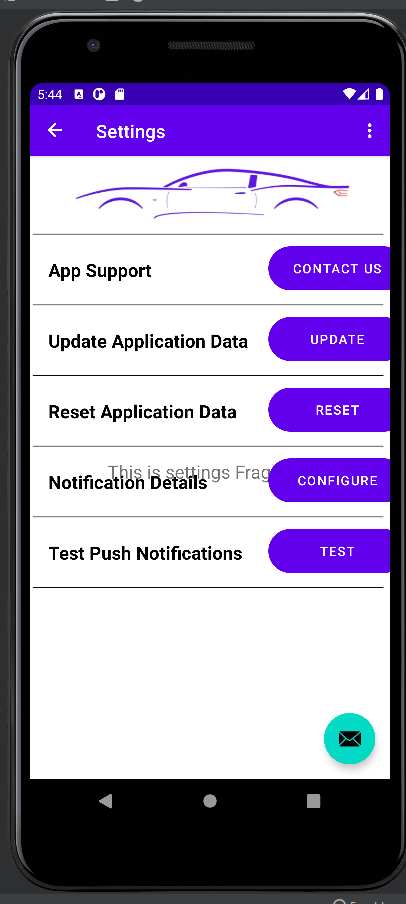 5:44
Settings
App Support
CONTACT US
Update Application Data
UPDATE
Reset Application Data
RESET
This is settings Frag
Notification Details
CONFIGURE
Test Push Notifications
TEST